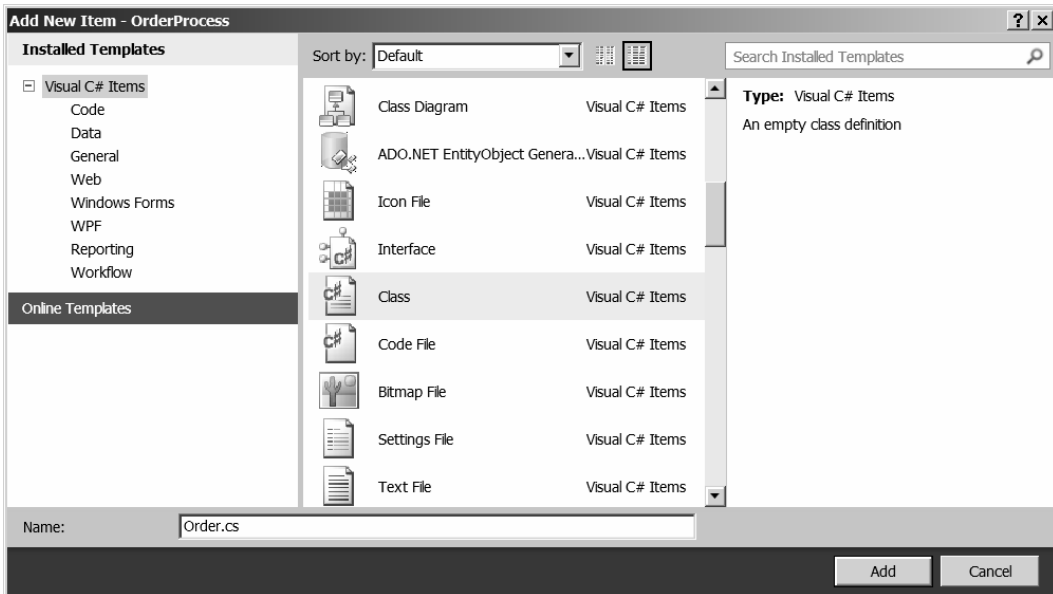 Add New Item - OrderProcess
Installed Templates
Visual C# Items
Code
Data
General
Web
Windows Forms
WPF
Reporting
Workflow
Online Templates
Sort by: Default
Class Diagram Visual C# Items
ADO.NET EntityObject Genera... Visual C# Items
Icon File Visual C# Items
Interface Visual C# Items
Class Visual C# Items
Code File Visual C# Items
Bitmap File Visual C# Items
Settings File Visual C# Items
Text File Visual C# Items
Search Installed Templates
Type: Visual C# Items
An empty class definition
Name: Order.cs
Add Cancel